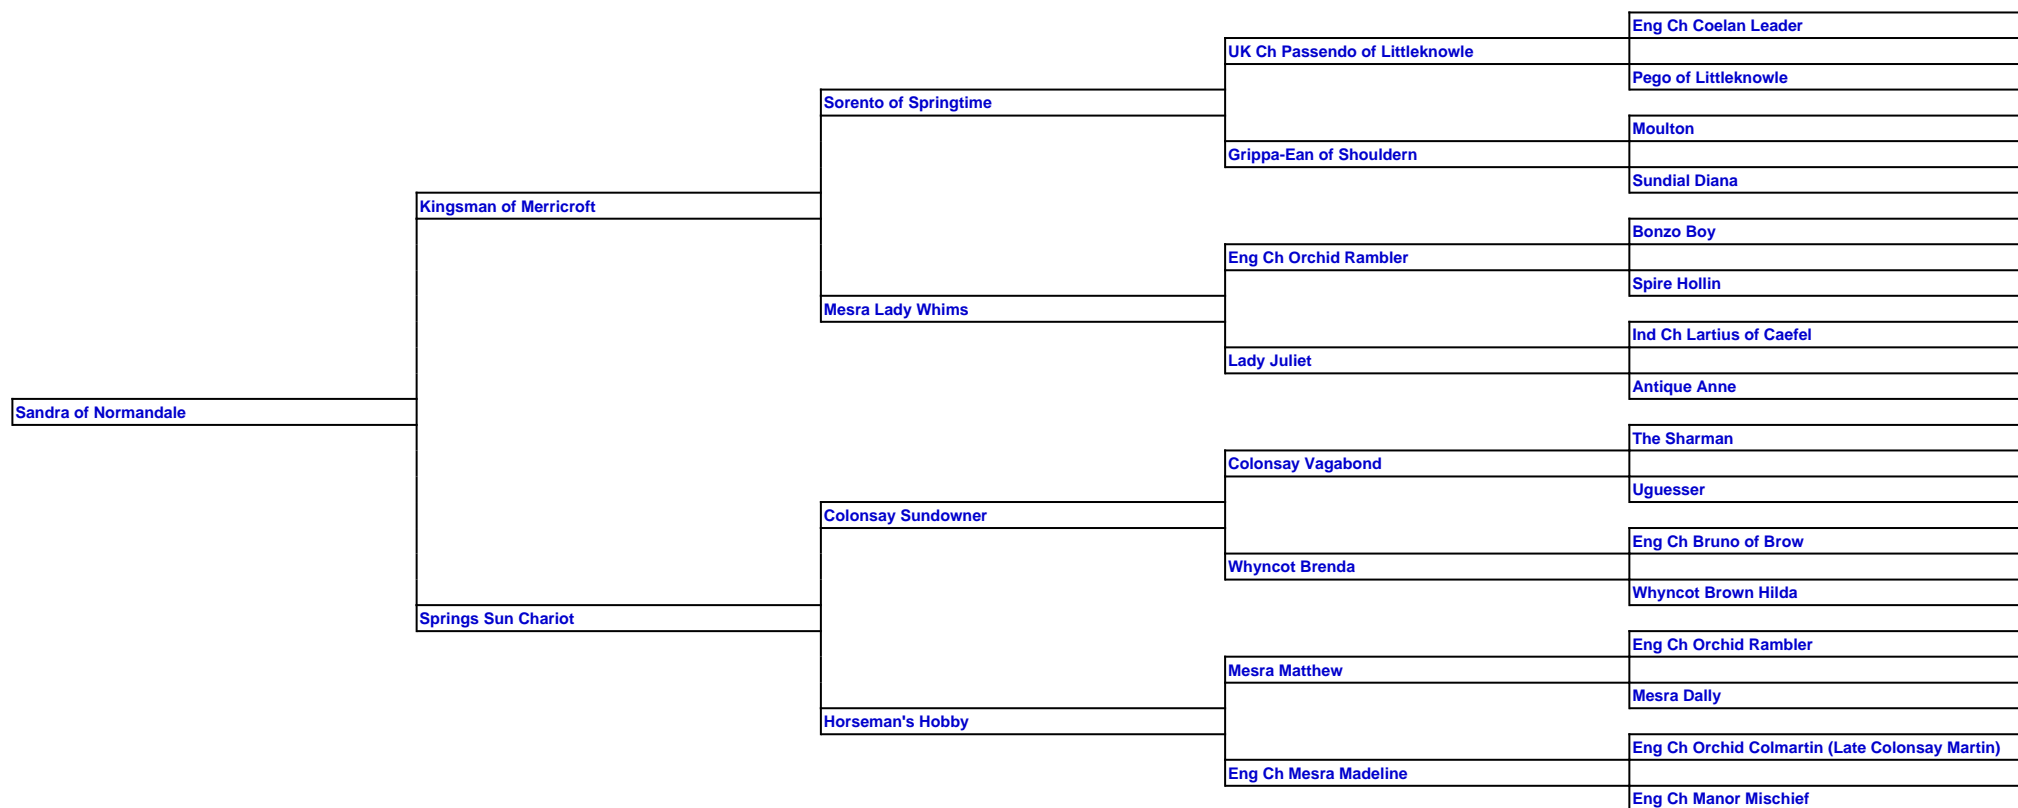 Eng Ch Coelan Leader
UK Ch Passendo of Littleknowle
Pego of Littleknowle
Sorento of Springtime
Moulton
Grippa-Ean of Shouldern
Sundial Diana
Kingsman of Merricroft
Bonzo Boy
Eng Ch Orchid Rambler
Spire Hollin
Mesra Lady Whims
Ind Ch Lartius of Caefel
Lady Juliet
Antique Anne
Sandra of Normandale
The Sharman
Colonsay Vagabond
Uguesser
Colonsay Sundowner
Eng Ch Bruno of Brow
Whyncot Brenda
Whyncot Brown Hilda
Springs Sun Chariot
Eng Ch Orchid Rambler
Mesra Matthew
Mesra Dally
Horseman's Hobby
Eng Ch Orchid Colmartin (Late Colonsay Martin)
Eng Ch Mesra Madeline
Eng Ch Manor Mischief